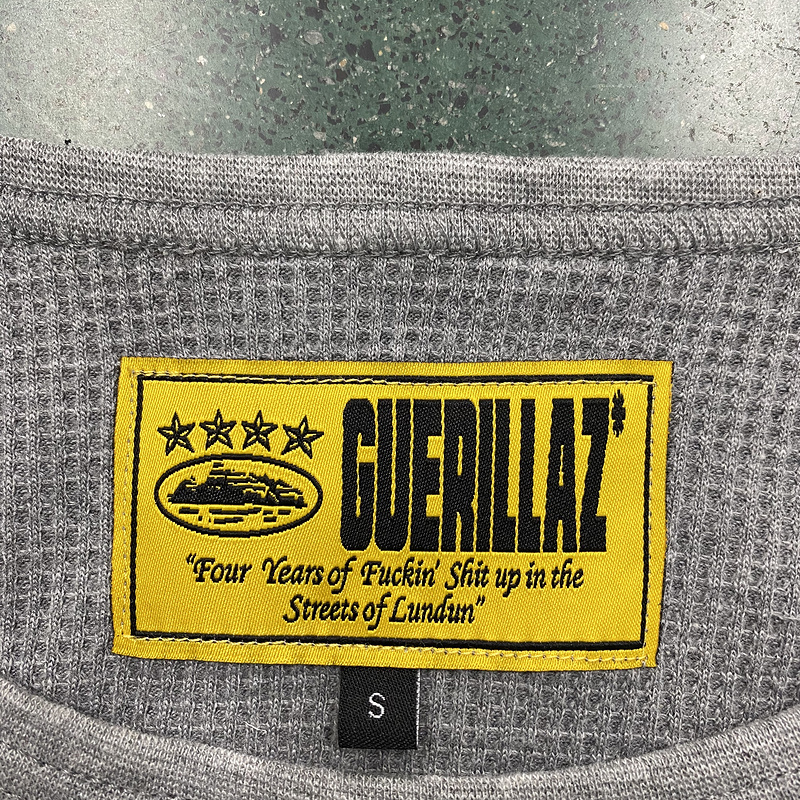 GUERILLAZ*
"Four Years of Fuckin' Shit up in the
Streets of Lundun"
S